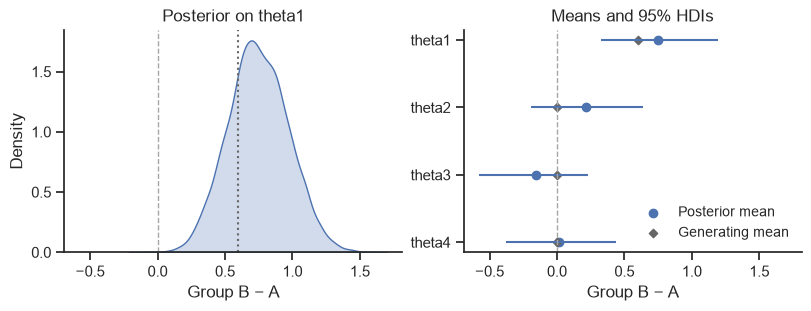 Posterior on theta1
Density
0.0
0.5
1.0
1.5
−0.5
0.0
0.5
1.0
1.5
Group B − A
Means and 95% HDIs
theta1
theta2
theta3
theta4
Posterior mean
Generating mean
−0.5
0.0
0.5
1.0
1.5
Group B − A